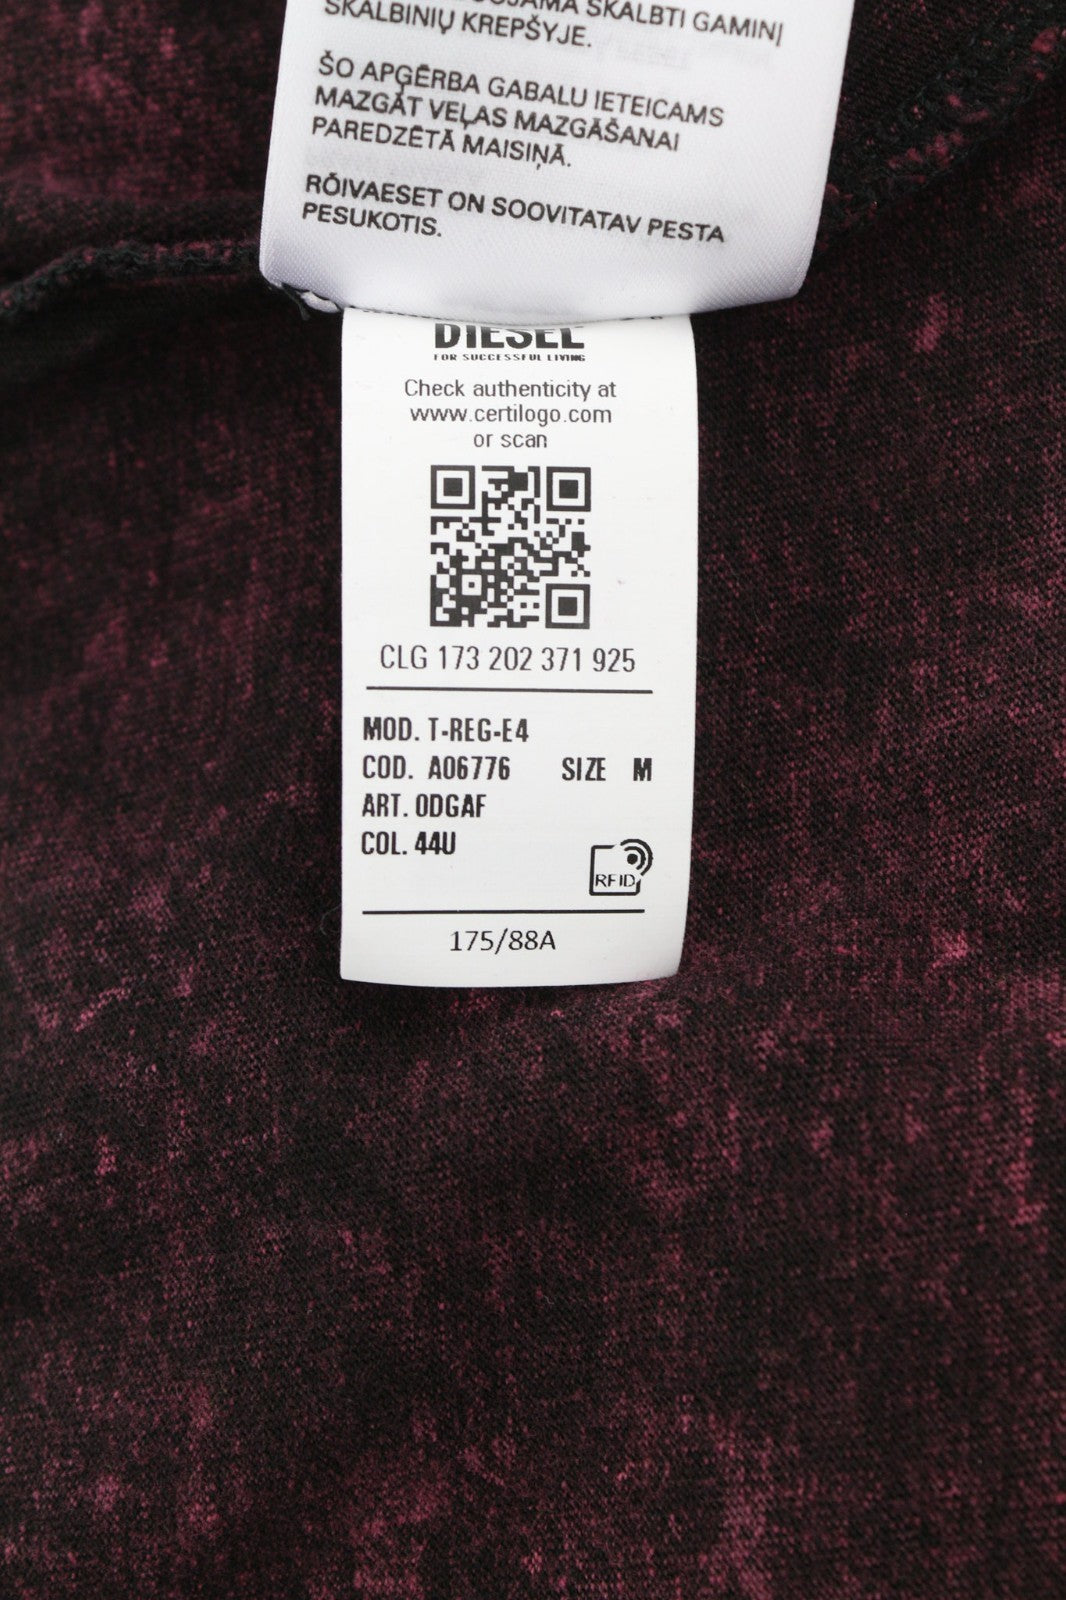 SKALBTI GAMINĮ
SKALBINIŲ KREPŠYJE.
ŠO APĢĒRBA GABALU IETEICAMS
MAZGĀT VEĻAS MAZGĀŠANAI
PAREDZĒTĀ MAISIŅĀ.
RÕIVAESET ON SOOVITATAV PESTA
PESUKOTIS.
DIESEL
FOR SUCCESSFUL LIVING
Check authenticity at
www.certilogo.com
or scan
CLG 173 202 371 925
MOD. T-REG-E4
COD. A06776 SIZE M
ART. 0DGAF
COL. 44U
RFID
175/88A